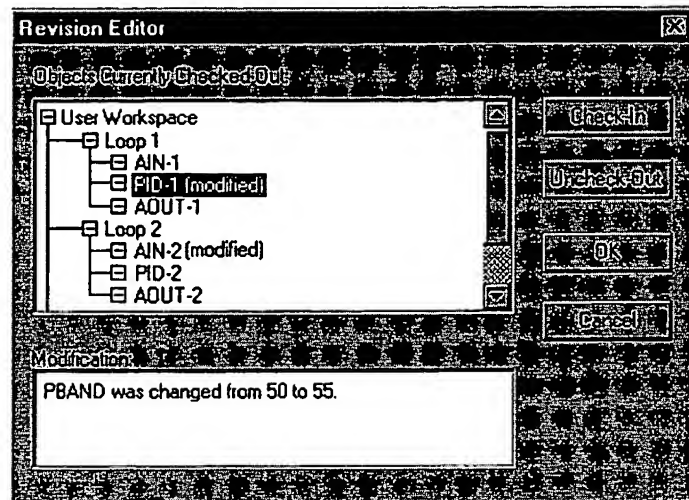 Revision Editor
Objects Currently Checked Out:
User Workspace
Loop 1
AIN-1
PID-1 (modified)
AOUT-1
Loop 2
AIN-2 (modified)
PID-2
AOUT-2
Check-In
Uncheck-Out
OK
Cancel
Modification:
PBAND was changed from 50 to 55.